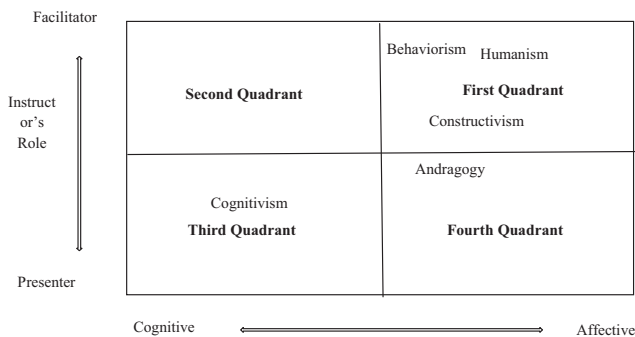 Facilitator
Behaviorism
Humanism
Second Quadrant
First Quadrant
Instruct
or's
Role
Constructivism
Andragogy
Cognitivism
Third Quadrant
Fourth Quadrant
Presenter
Cognitive
Affective